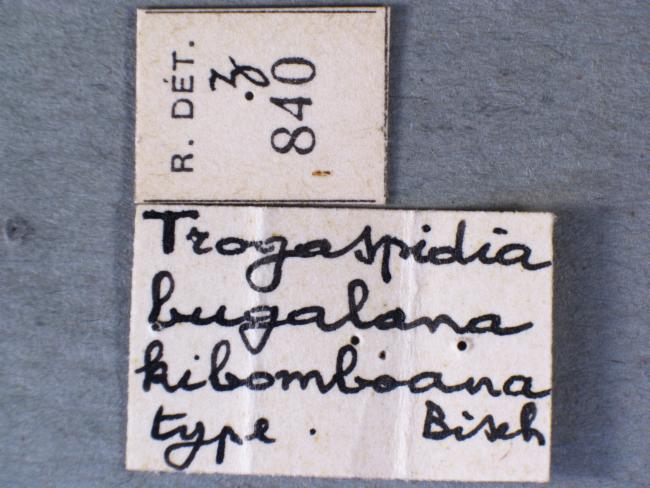 R. DÉT.
z
840
Trogaspidia
bugalana
kibomboana
type. Bisch